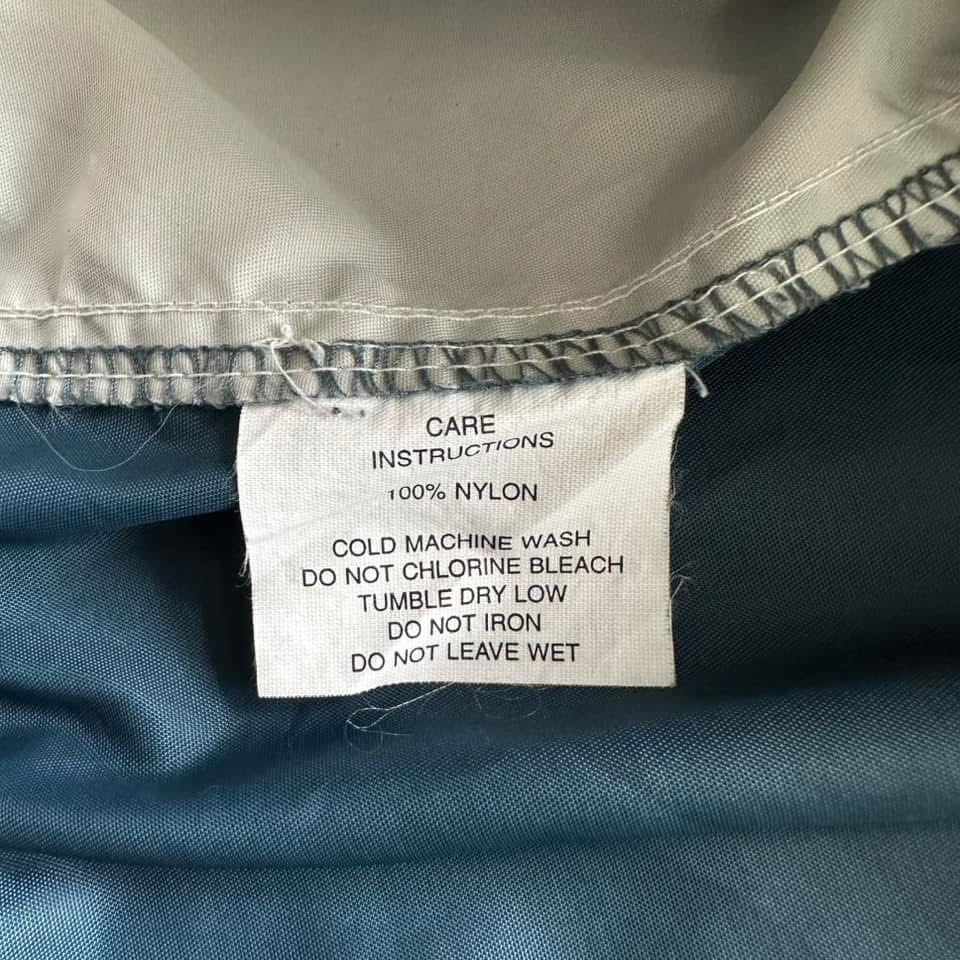 CARE
INSTRUCTIONS
100% NYLON
COLD MACHINE WASH
DO NOT CHLORINE BLEACH
TUMBLE DRY LOW
DO NOT IRON
DO NOT LEAVE WET